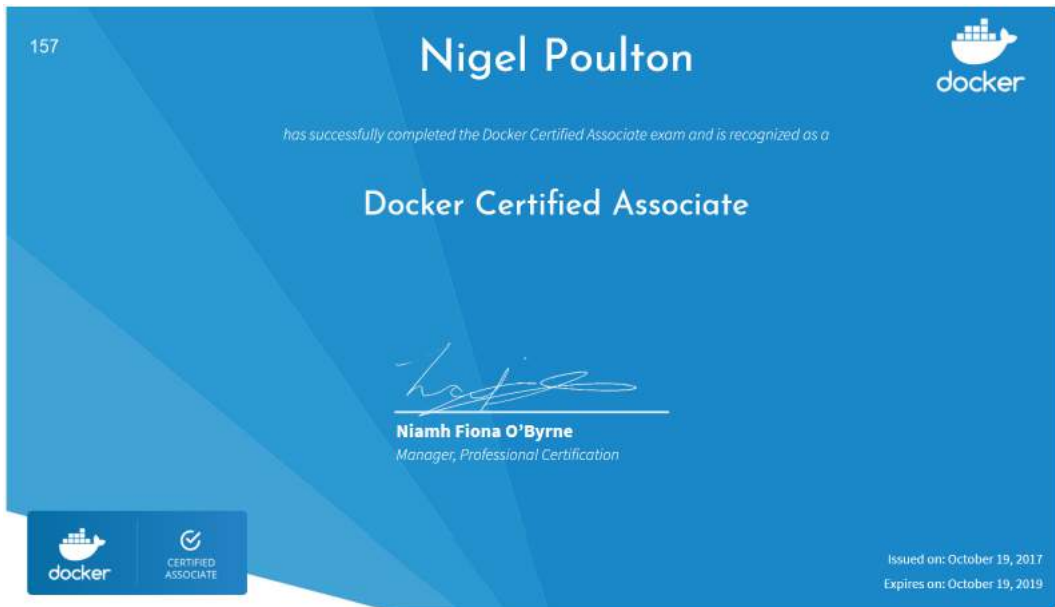 157
Nigel Poulton
docker
has successfully completed the Docker Certified Associate exam and is recognized as a
Docker Certified Associate
Niamh Fiona O'Byrne
Manager, Professional Certification
docker
CERTIFIED
ASSOCIATE
Issued on: October 19, 2017
Expires on: October 19, 2019